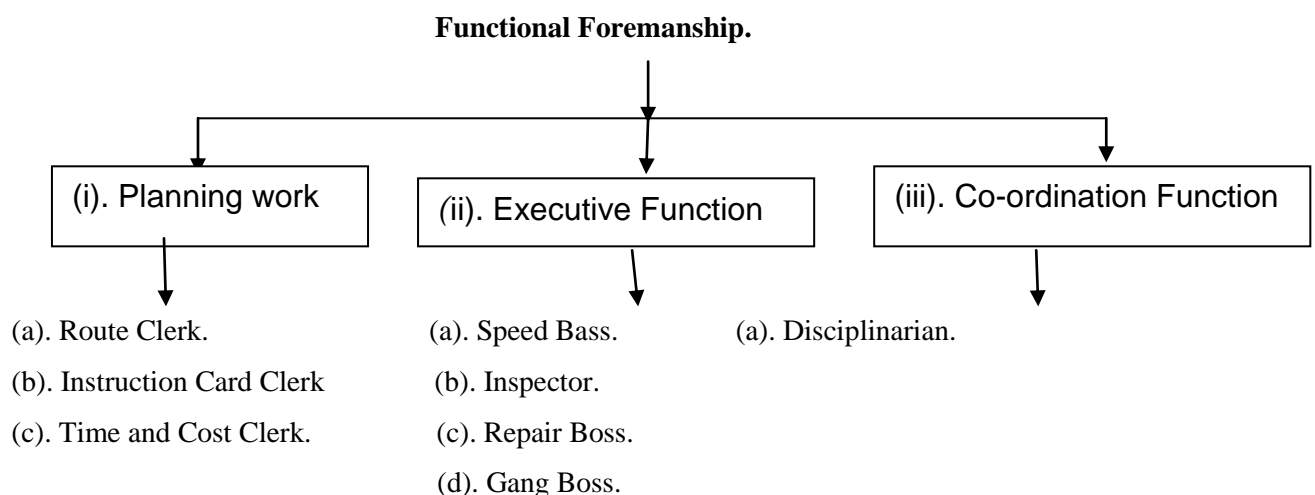 Functional Foremanship.
(i). Planning work
(ii). Executive Function
(iii). Co-ordination Function
(a). Route Clerk.
(b). Instruction Card Clerk
(c). Time and Cost Clerk.
(a). Speed Bass.
(b). Inspector.
(c). Repair Boss.
(d). Gang Boss.
(a). Disciplinarian.